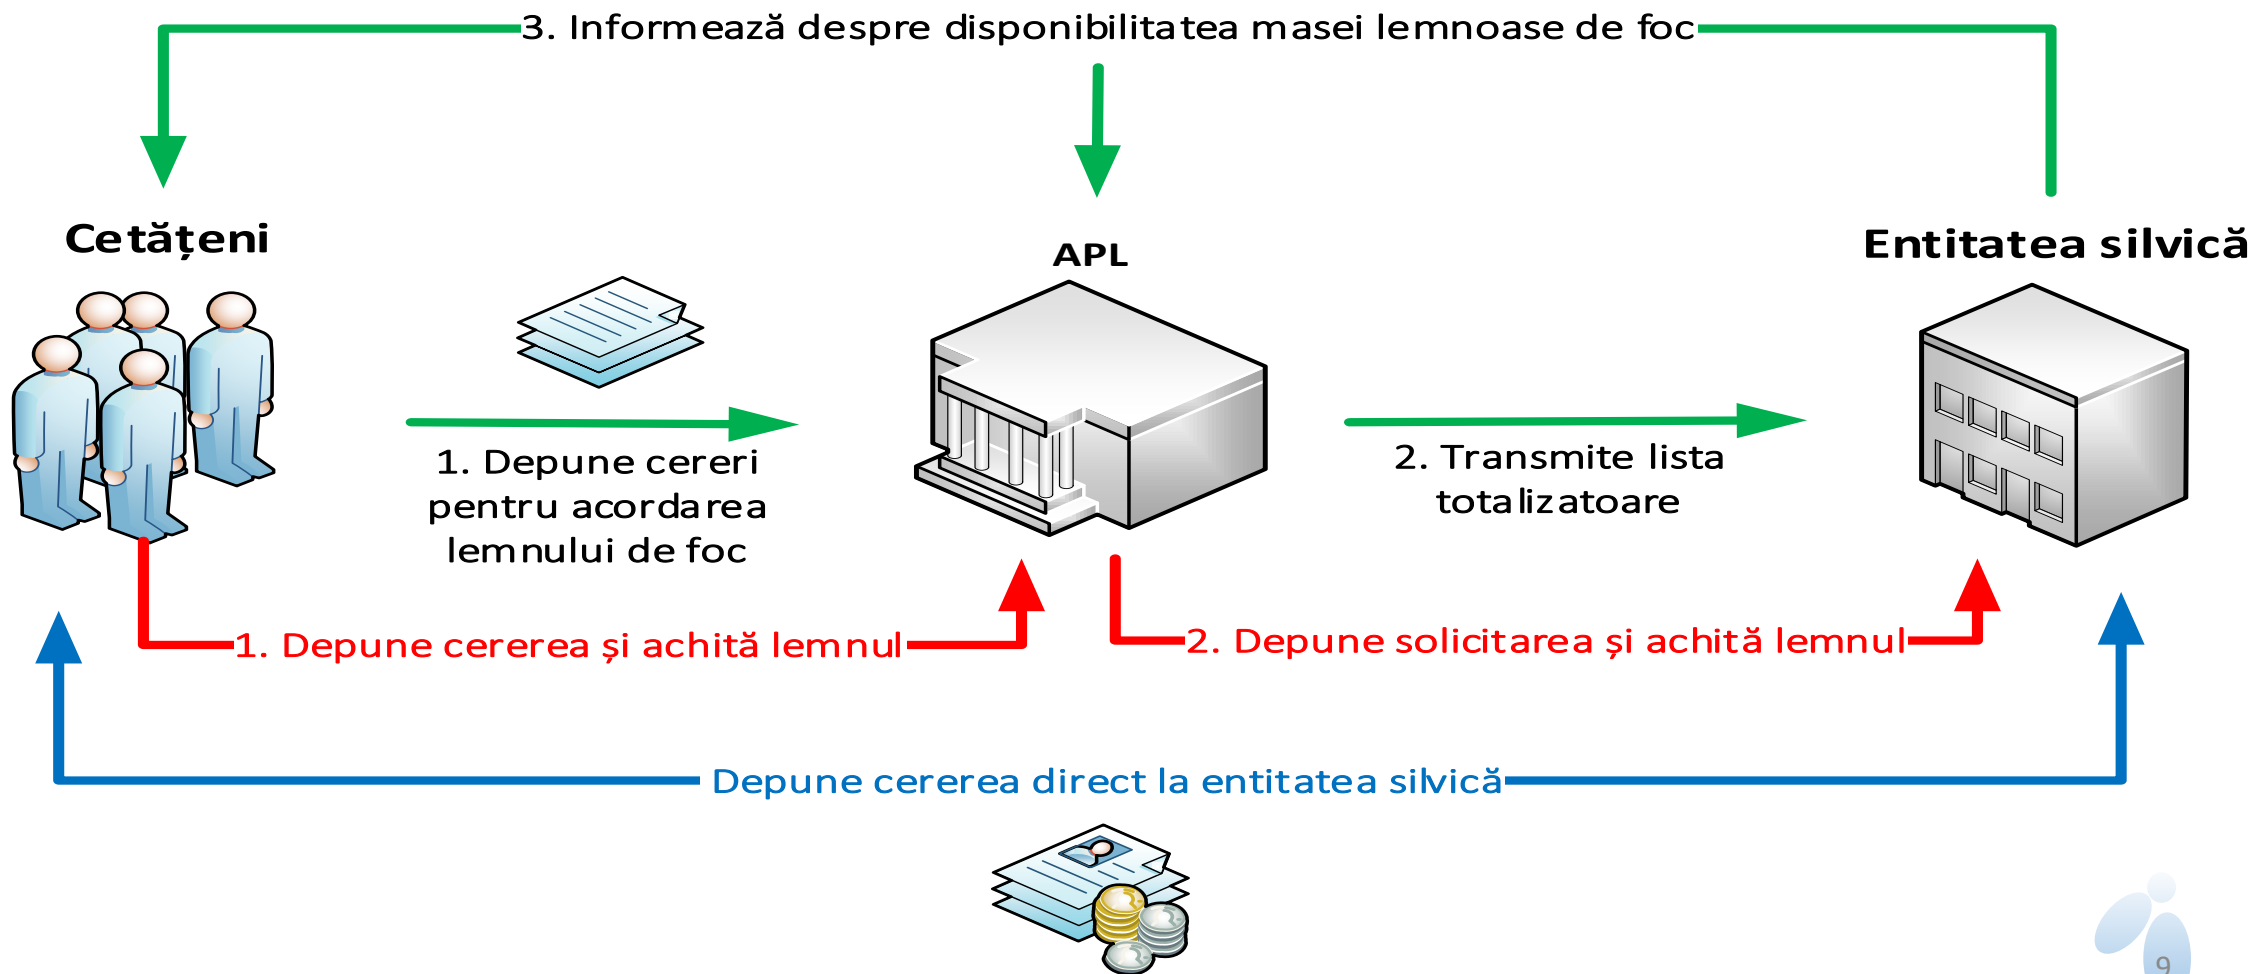 3. Informează despre disponibilitatea masei lemnoase de foc
Cetățeni
APL
Entitatea silvică
1. Depune cereri
pentru acordarea
lemnului de foc
2. Transmite lista
totalizatoare
1. Depune cererea și achită lemnul
2. Depune solicitarea și achită lemnul
Depune cererea direct la entitatea silvică
9